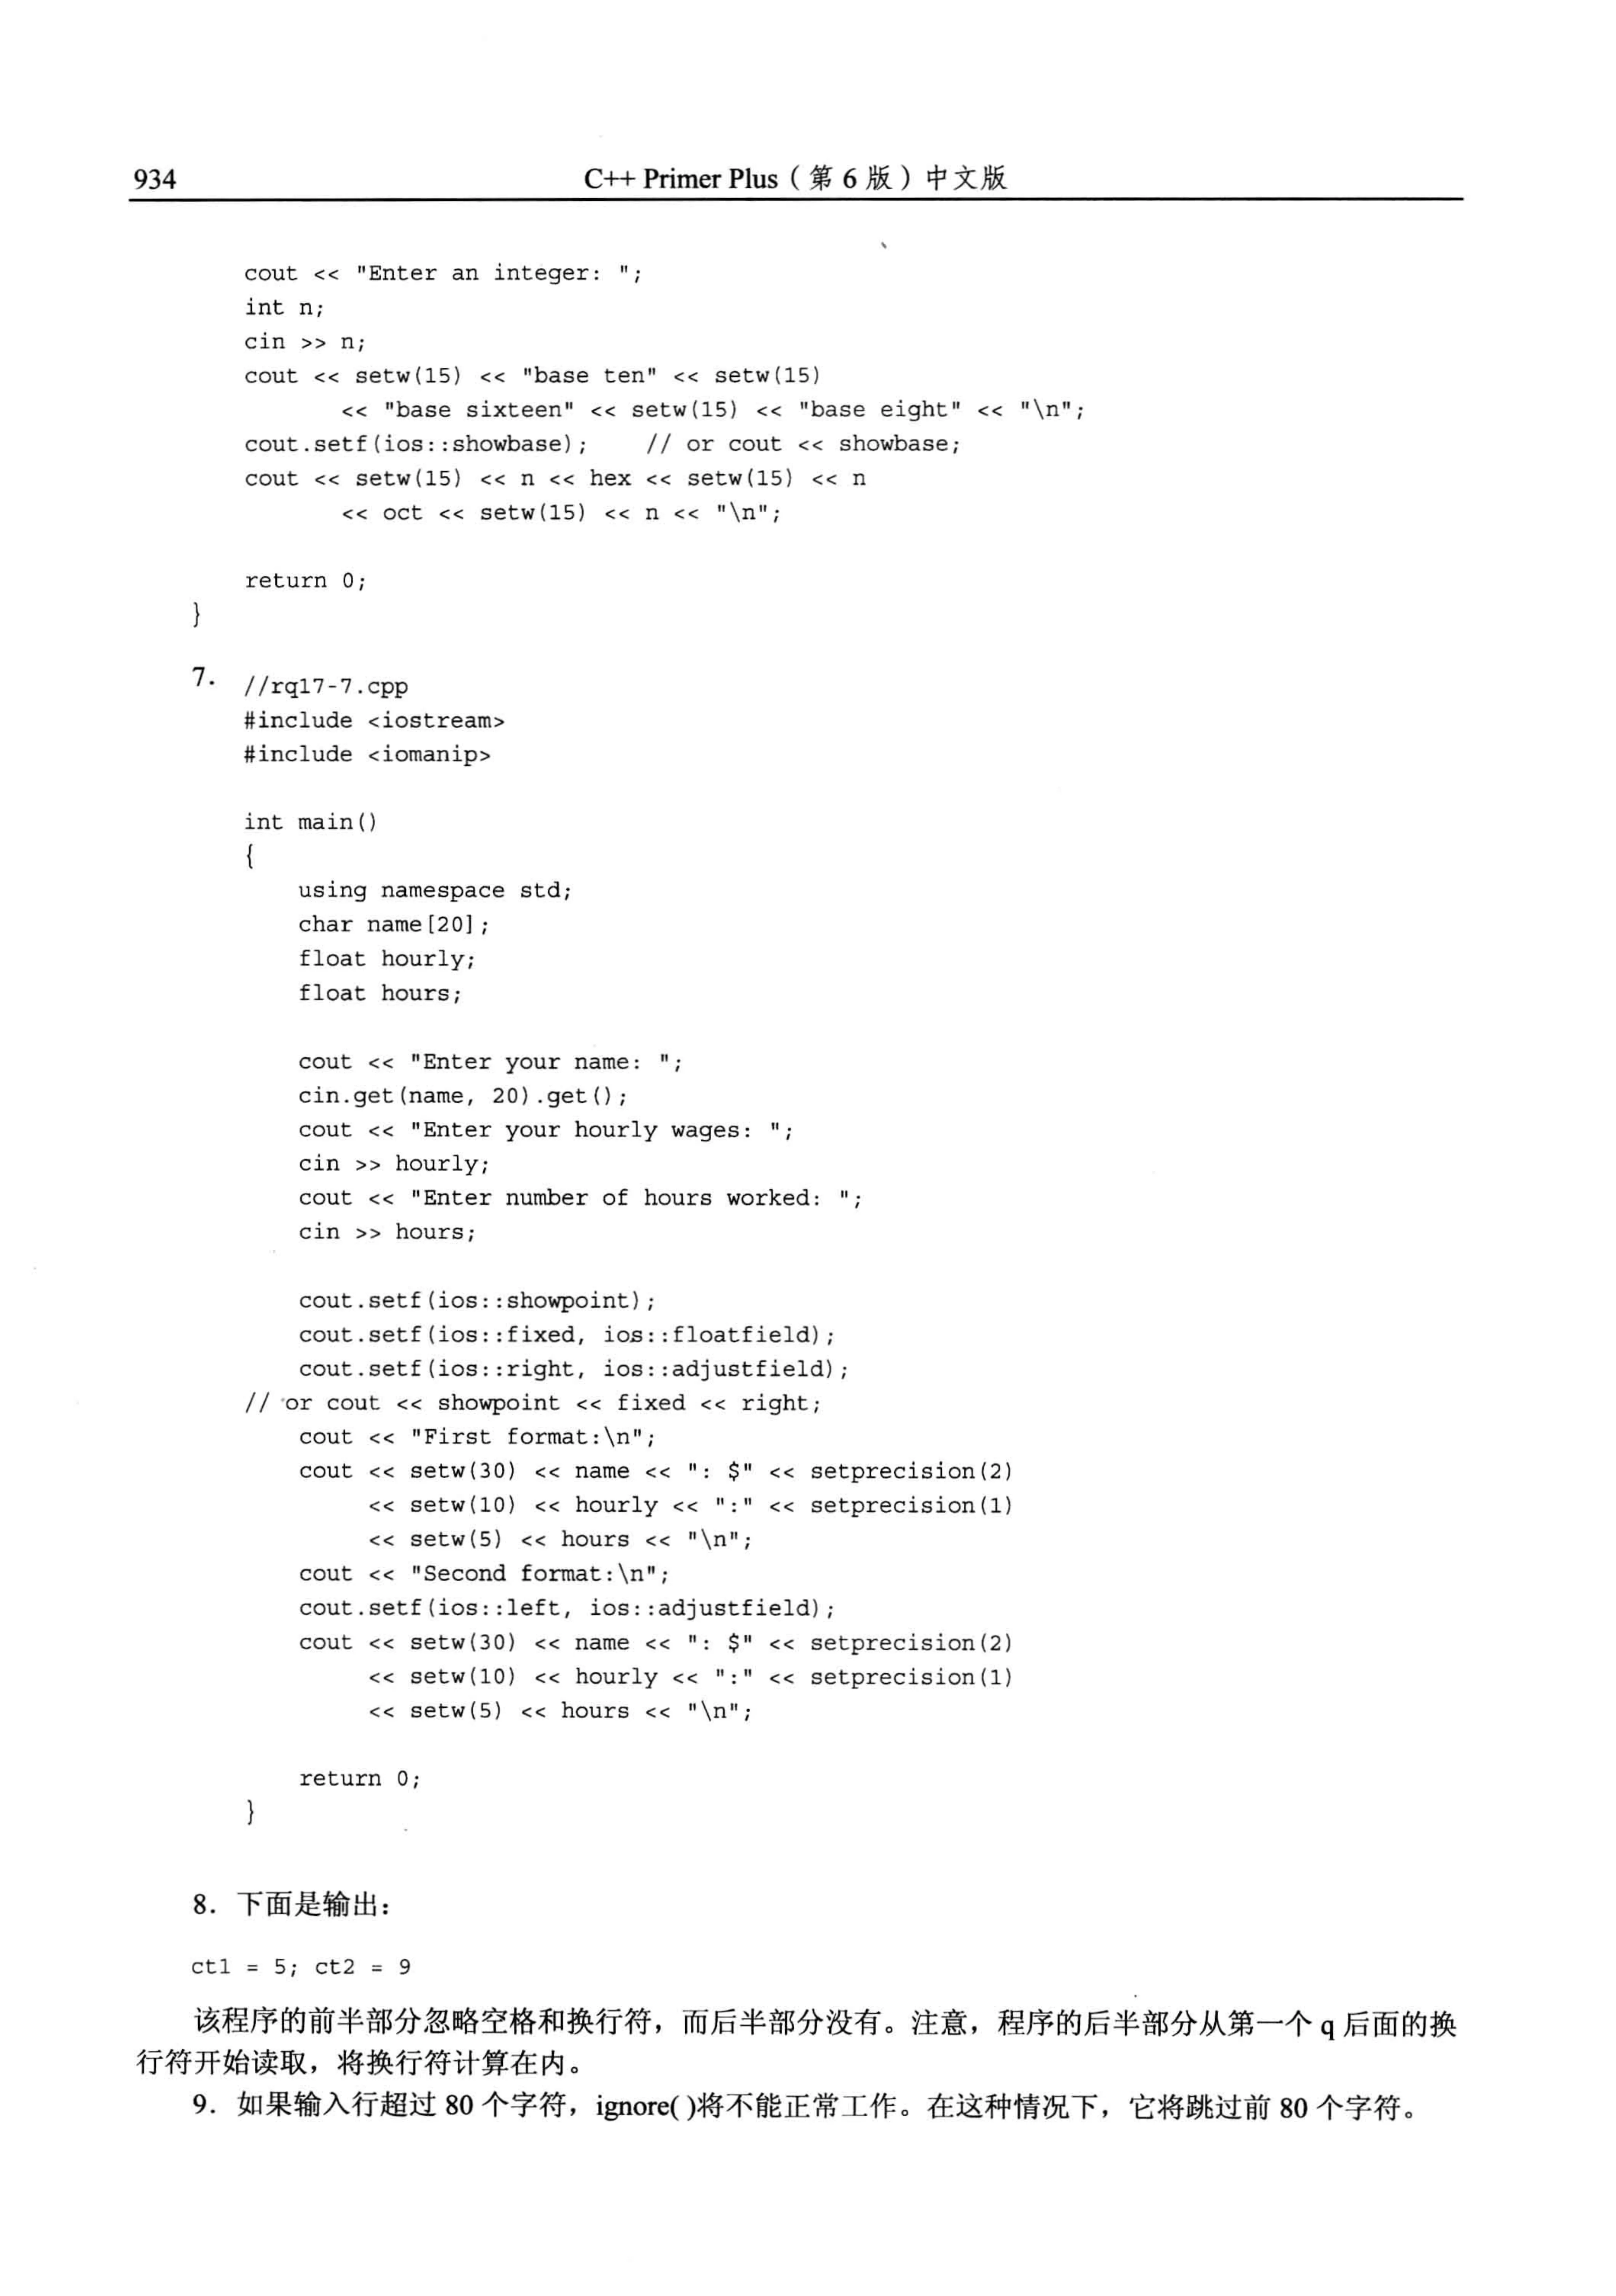 934
C++ Primer Plus（第 6 版）中文版
cout << "Enter an integer: ";
int n;
cin >> n;
cout << setw(15) << "base ten" << setw(15)
<< "base sixteen" << setw(15) << "base eight" << "\n";
cout.setf(ios::showbase);    // or cout << showbase;
cout << setw(15) << n << hex << setw(15) << n
<< oct << setw(15) << n << "\n";
return 0;
}
7. //rq17-7.cpp
#include <iostream>
#include <iomanip>
int main()
{
using namespace std;
char name[20];
float hourly;
float hours;
cout << "Enter your name: ";
cin.get(name, 20).get();
cout << "Enter your hourly wages: ";
cin >> hourly;
cout << "Enter number of hours worked: ";
cin >> hours;
cout.setf(ios::showpoint);
cout.setf(ios::fixed, ios::floatfield);
cout.setf(ios::right, ios::adjustfield);
// or cout << showpoint << fixed << right;
cout << "First format:\n";
cout << setw(30) << name << ": $" << setprecision(2)
<< setw(10) << hourly << ":" << setprecision(1)
<< setw(5) << hours << "\n";
cout << "Second format:\n";
cout.setf(ios::left, ios::adjustfield);
cout << setw(30) << name << ": $" << setprecision(2)
<< setw(10) << hourly << ":" << setprecision(1)
<< setw(5) << hours << "\n";
return 0;
}
8．下面是输出：
ct1 = 5; ct2 = 9
该程序的前半部分忽略空格和换行符，而后半部分没有。注意，程序的后半部分从第一个 q 后面的换
行符开始读取，将换行符计算在内。
9．如果输入行超过 80 个字符，ignore( )将不能正常工作。在这种情况下，它将跳过前 80 个字符。